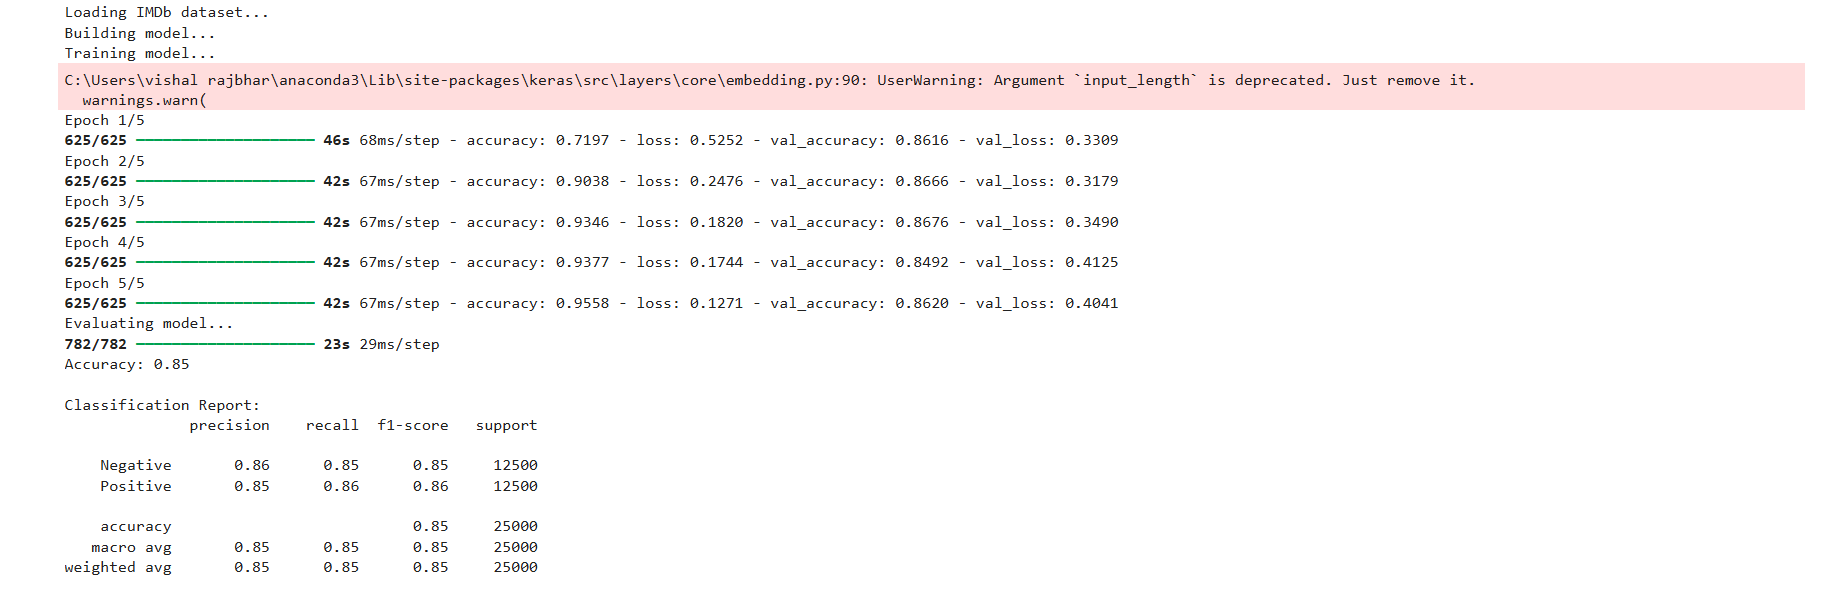 Loading IMDb dataset...
Building model...
Training model...
C:\Users\vishal rajbhar\anaconda3\Lib\site-packages\keras\src\layers\core\embedding.py:90: UserWarning: Argument `input_length` is deprecated. Just remove it.
  warnings.warn(
Epoch 1/5
625/625 ━━━━━━━━━━━━━━━━━━━━ 46s 68ms/step - accuracy: 0.7197 - loss: 0.5252 - val_accuracy: 0.8616 - val_loss: 0.3309
Epoch 2/5
625/625 ━━━━━━━━━━━━━━━━━━━━ 42s 67ms/step - accuracy: 0.9038 - loss: 0.2476 - val_accuracy: 0.8666 - val_loss: 0.3179
Epoch 3/5
625/625 ━━━━━━━━━━━━━━━━━━━━ 42s 67ms/step - accuracy: 0.9346 - loss: 0.1820 - val_accuracy: 0.8676 - val_loss: 0.3490
Epoch 4/5
625/625 ━━━━━━━━━━━━━━━━━━━━ 42s 67ms/step - accuracy: 0.9377 - loss: 0.1744 - val_accuracy: 0.8492 - val_loss: 0.4125
Epoch 5/5
625/625 ━━━━━━━━━━━━━━━━━━━━ 42s 67ms/step - accuracy: 0.9558 - loss: 0.1271 - val_accuracy: 0.8620 - val_loss: 0.4041
Evaluating model...
782/782 ━━━━━━━━━━━━━━━━━━━━ 23s 29ms/step
Accuracy: 0.85
Classification Report:
              precision    recall  f1-score   support
    Negative       0.86      0.85      0.85     12500
    Positive       0.85      0.86      0.86     12500
    accuracy                           0.85     25000
   macro avg       0.85      0.85      0.85     25000
weighted avg       0.85      0.85      0.85     25000